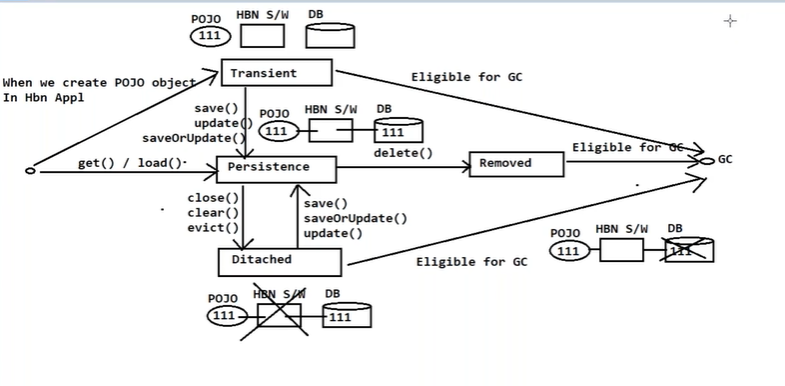 POJO HBN S/W DB
111
Transient
When we create POJO object
In Hbn Appl
Eligible for GC
save()
update()
saveOrUpdate()
POJO HBN S/W DB
111 111
delete()
Eligible for GC
GC
get() / load()
Persistence
Removed
close()
clear()
evict()
save()
saveOrUpdate()
update()
Ditached
Eligible for GC
POJO HBN S/W DB
111 111
POJO HBN S/W DB
111 111